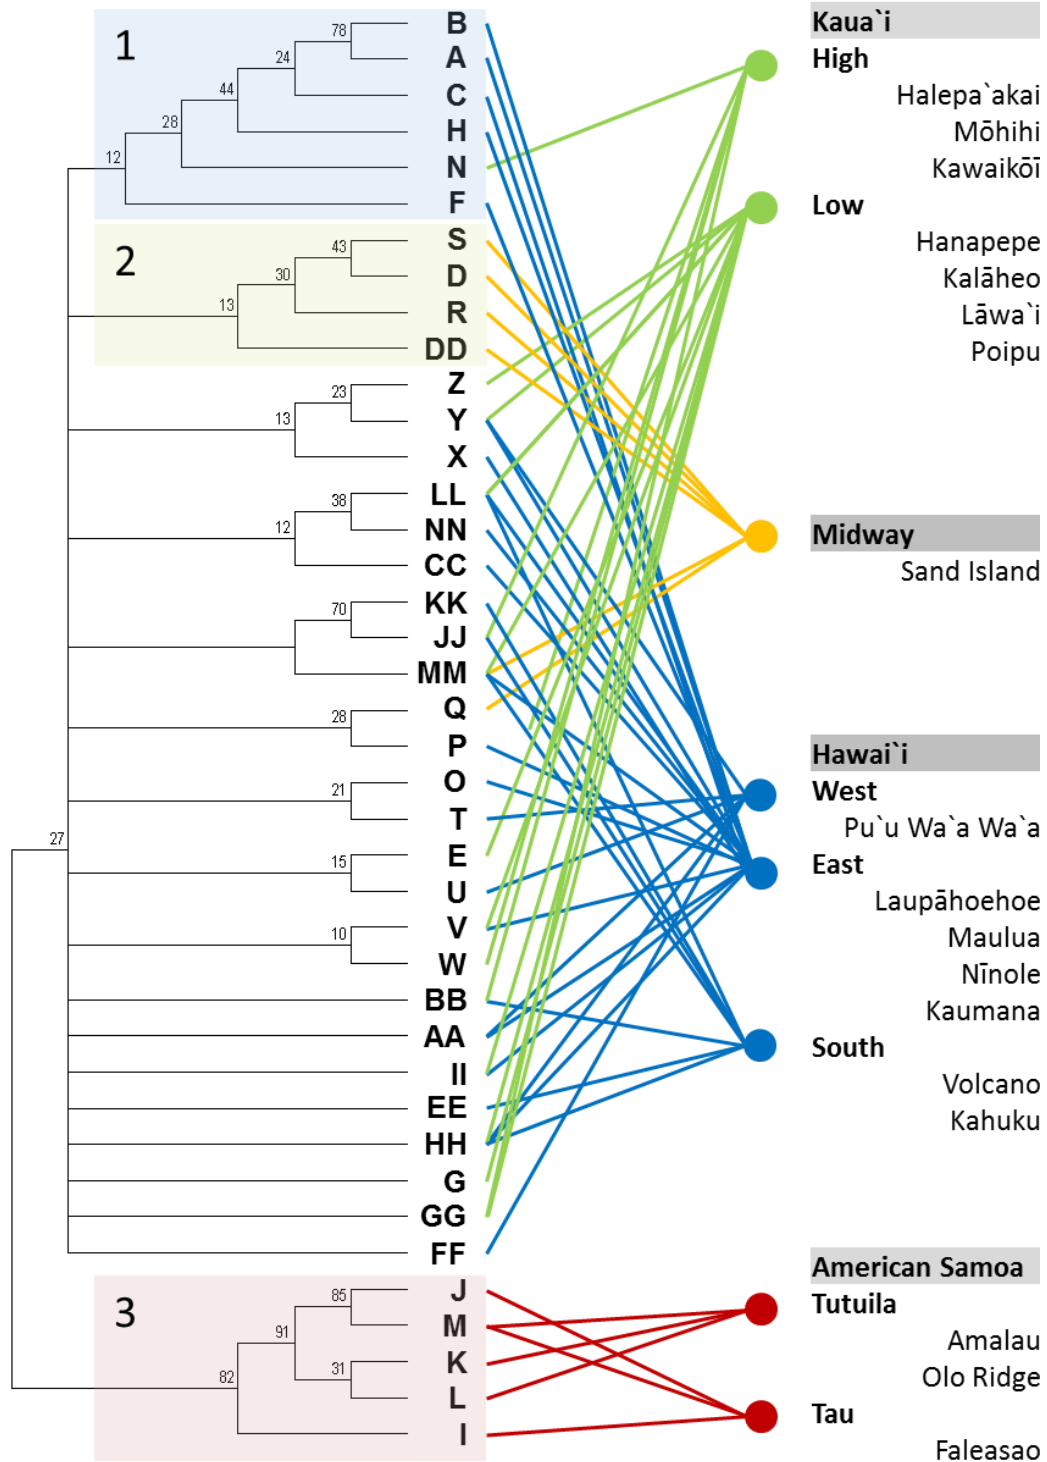 1
2
3
78
24
44
28
12
43
30
13
23
13
38
12
70
28
21
27
15
10
85
91
31
82
B
A
C
H
N
F
S
D
R
DD
Z
Y
X
LL
NN
CC
KK
JJ
MM
Q
P
O
T
E
U
V
W
BB
AA
II
EE
HH
G
GG
FF
J
M
K
L
I
Kaua`i
High
Halepa`akai
Mōhihi
Kawaikōī
Low
Hanapepe
Kalāheo
Lāwa`i
Poipu
Midway
Sand Island
Hawai`i
West
Pu`u Wa`a Wa`a
East
Laupāhoehoe
Maulua
Nīnole
Kaumana
South
Volcano
Kahuku
American Samoa
Tutuila
Amalau
Olo Ridge
Tau
Faleasao